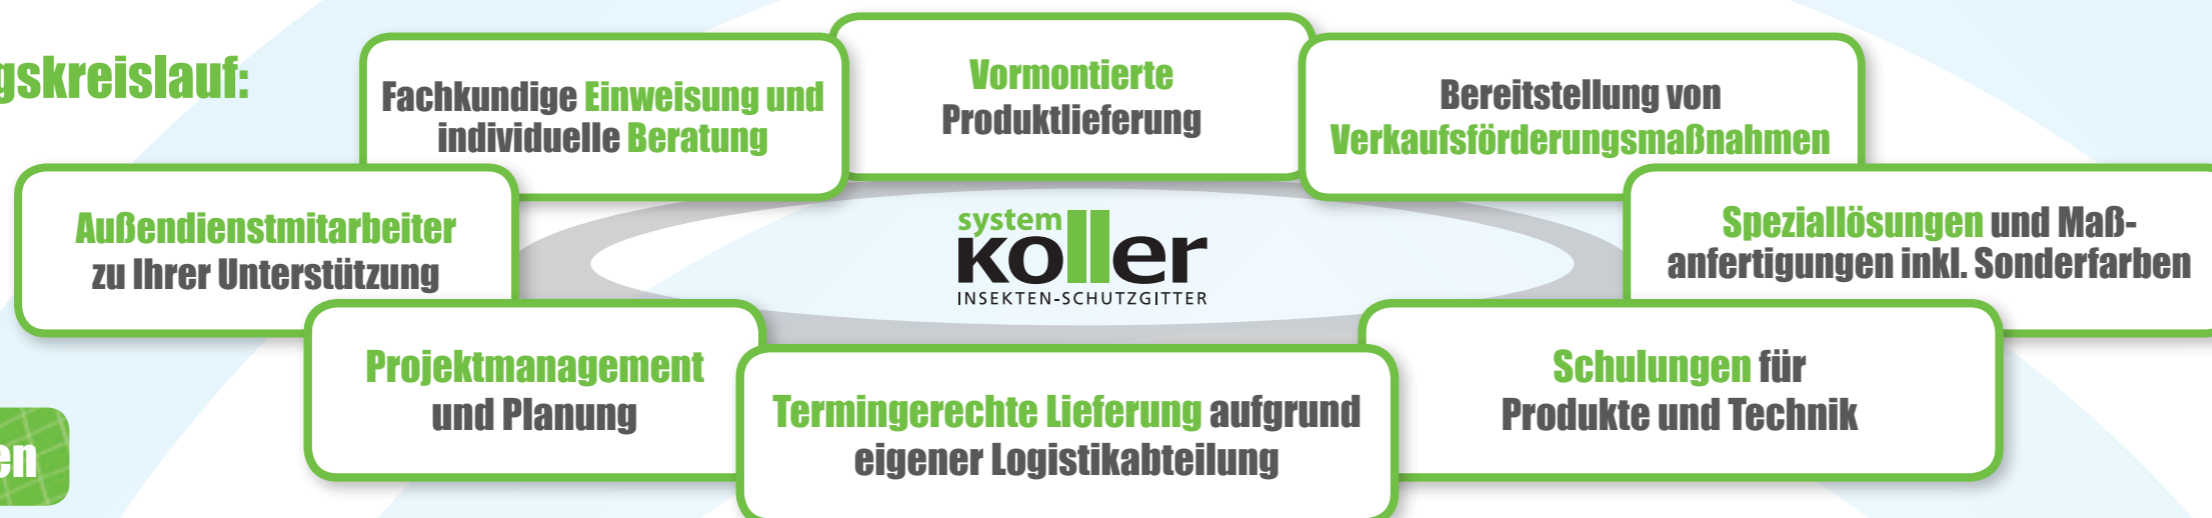 gskreislauf:
Fachkundige Einweisung und
individuelle Beratung
Vormontierte
Produktlieferung
Bereitstellung von
Verkaufsförderungsmaßnahmen
Außendienstmitarbeiter
zu Ihrer Unterstützung
system
koller
INSEKTEN-SCHUTZGITTER
Speziallösungen und Maß-
anfertigungen inkl. Sonderfarben
Projektmanagement
und Planung
Termingerechte Lieferung aufgrund
eigener Logistikabteilung
Schulungen für
Produkte und Technik
en